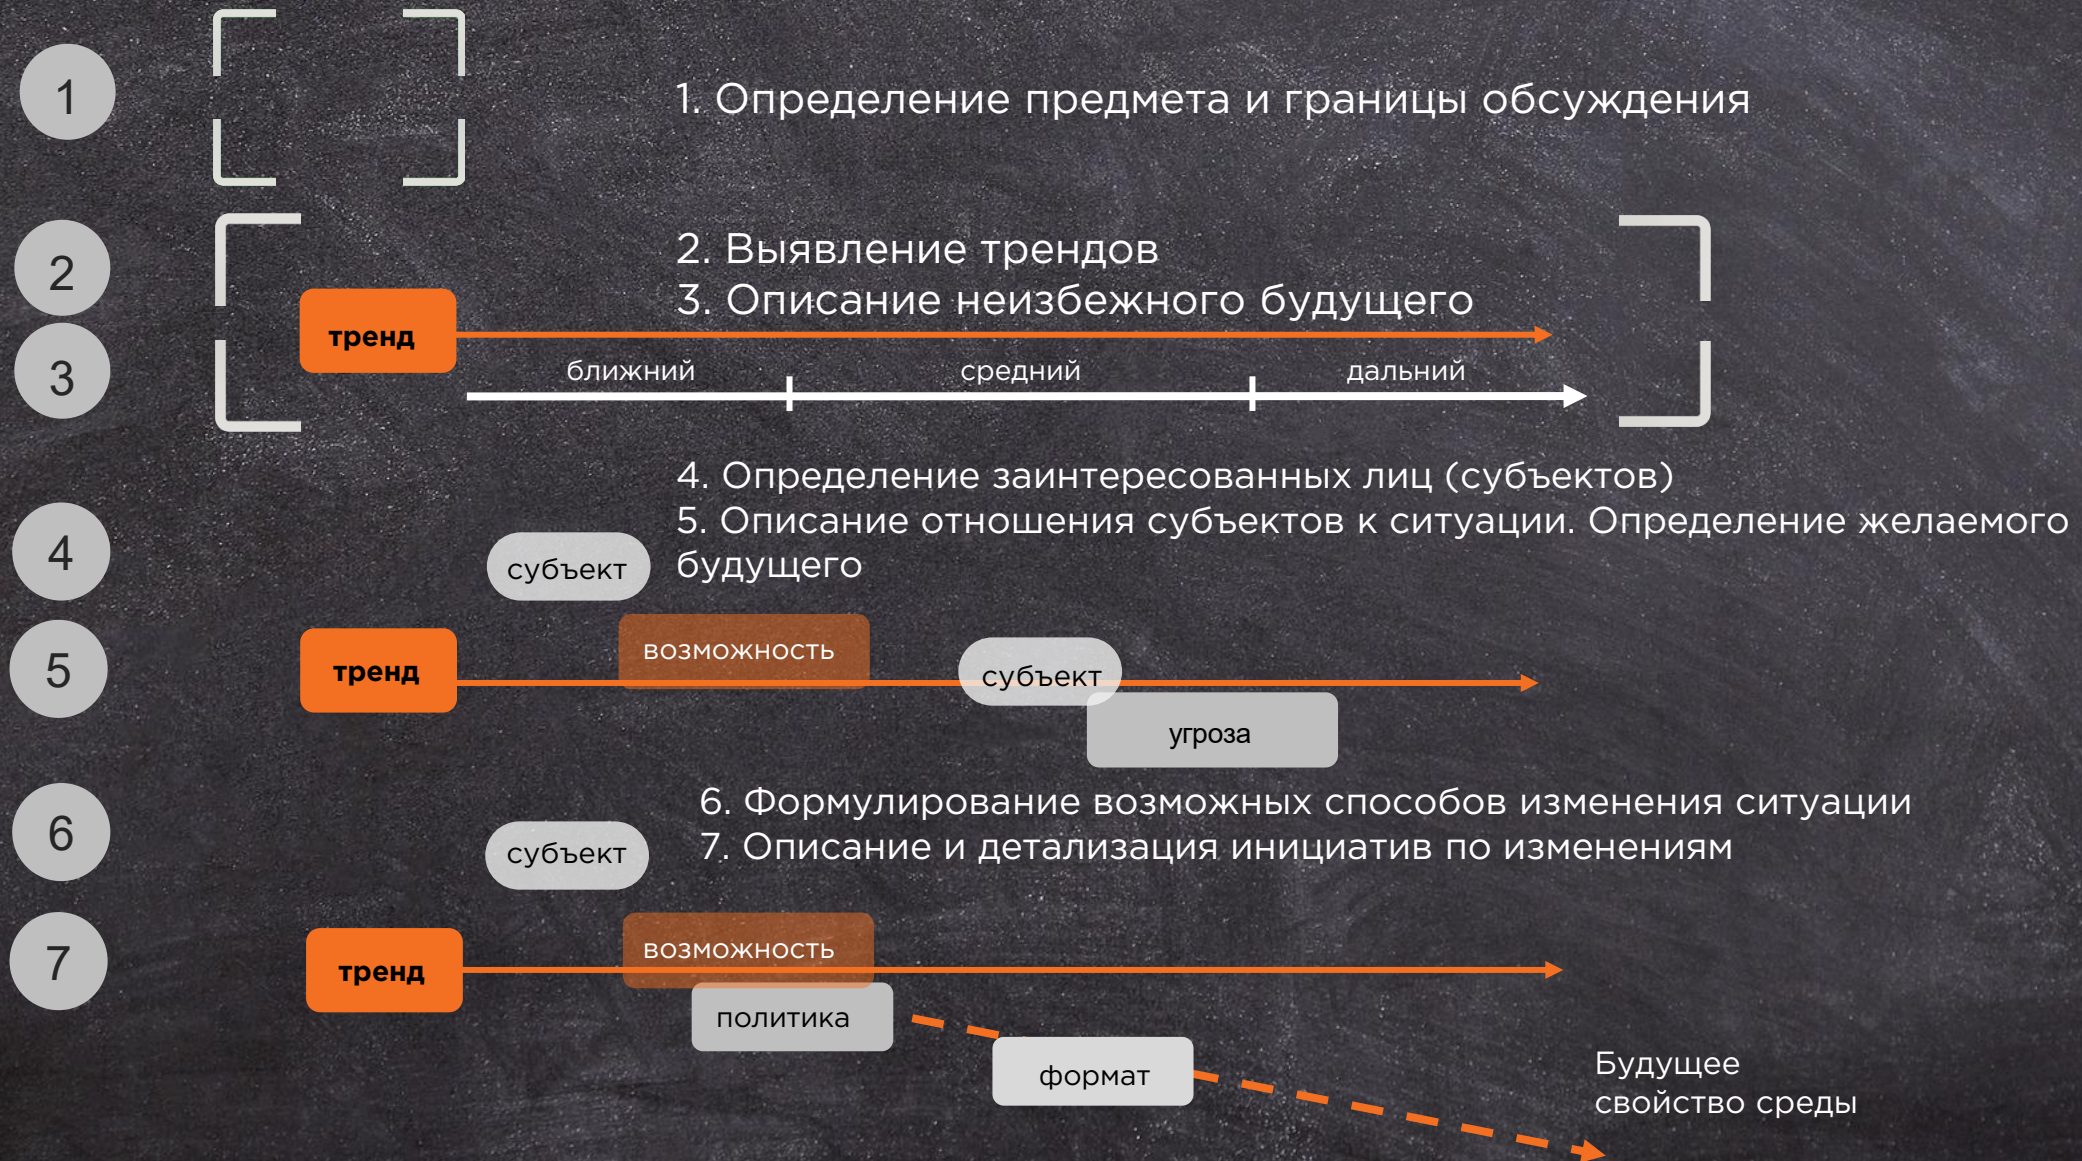 1
1. Определение предмета и границы обсуждения
2
2. Выявление трендов
3. Описание неизбежного будущего
тренд
3
ближний
средний
дальний
4. Определение заинтересованных лиц (субъектов)
5. Описание отношения субъектов к ситуации. Определение желаемого
будущего
4
субъект
5
тренд
возможность
субъект
угроза
6. Формулирование возможных способов изменения ситуации
7. Описание и детализация инициатив по изменениям
6
субъект
7
тренд
возможность
политика
формат
Будущее
свойство среды